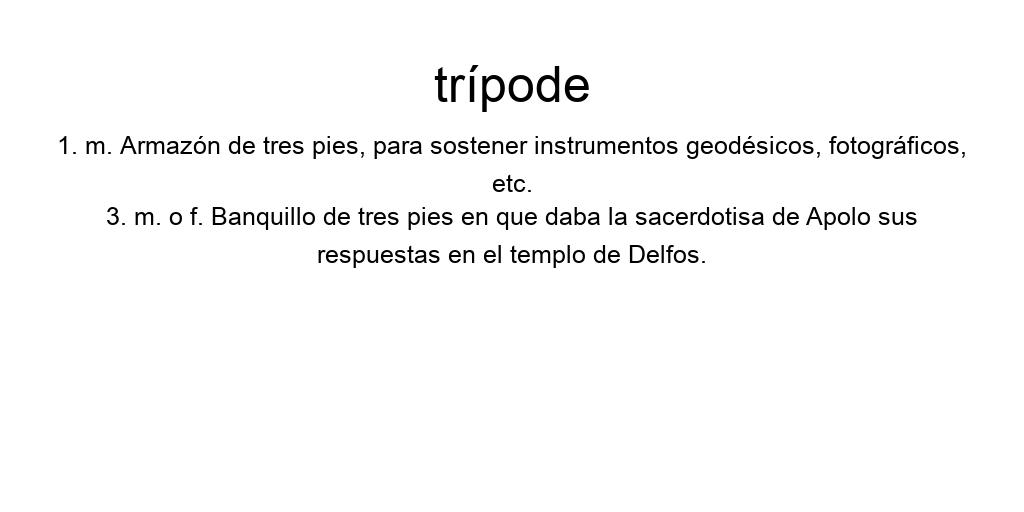 trípode
1. m. Armazón de tres pies, para sostener instrumentos geodésicos, fotográficos,
etc.
3. m. o f. Banquillo de tres pies en que daba la sacerdotisa de Apolo sus
respuestas en el templo de Delfos.